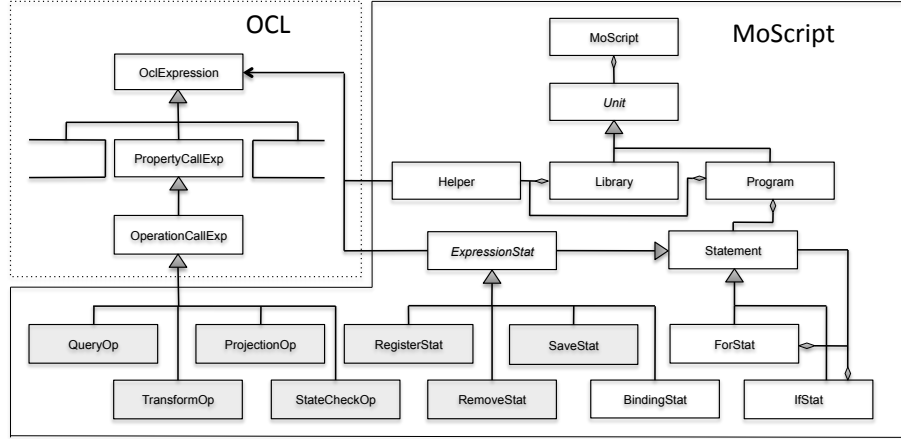 OCL
MoScript
MoScript
OclExpression
Unit
PropertyCallExp
Helper
Library
Program
OperationCallExp
ExpressionStat
Statement
QueryOp
ProjectionOp
RegisterStat
SaveStat
ForStat
TransformOp
StateCheckOp
RemoveStat
BindingStat
IfStat